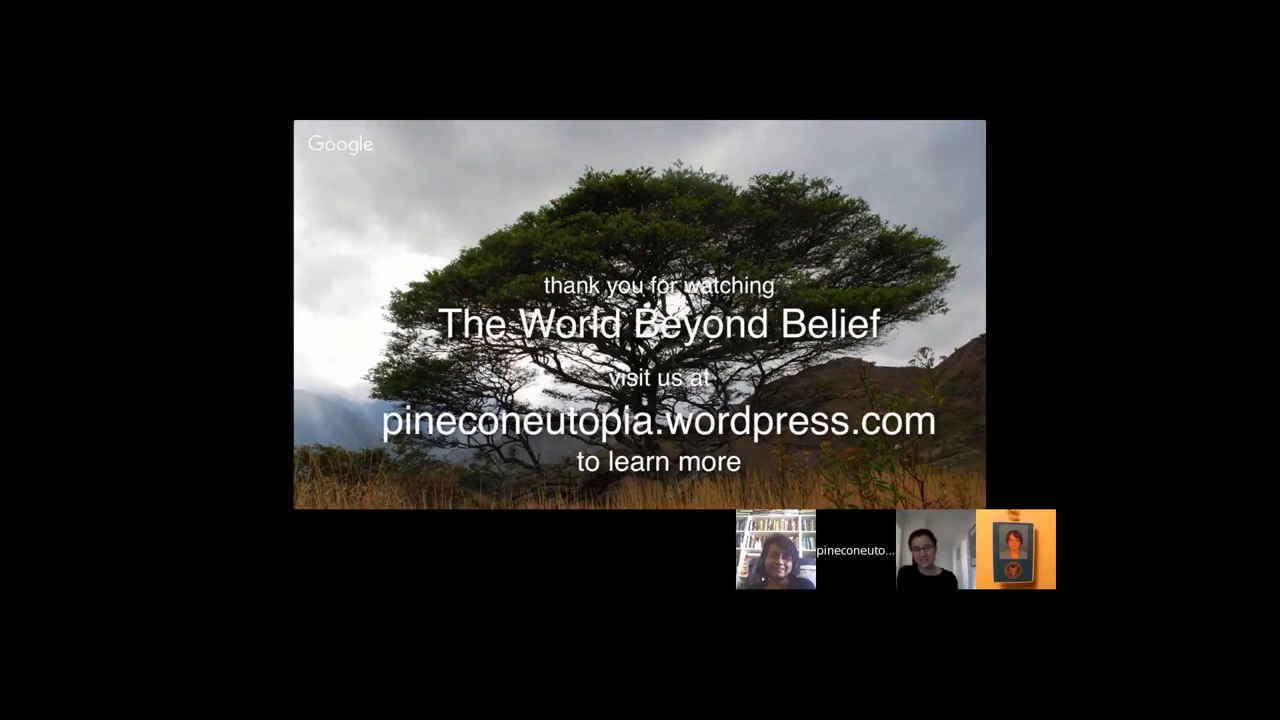 Google
thank you for watching
The World Beyond Belief
visit us at
pineconeutopia.wordpress.com
to learn more
pineconeuto...